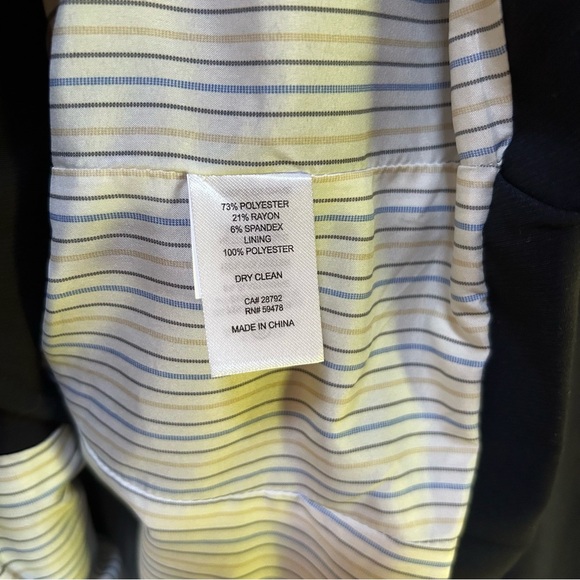 73% POLYESTER
21% RAYON
6% SPANDEX
LINING
100% POLYESTER
DRY CLEAN
CA# 28792
RN# 59478
MADE IN CHINA